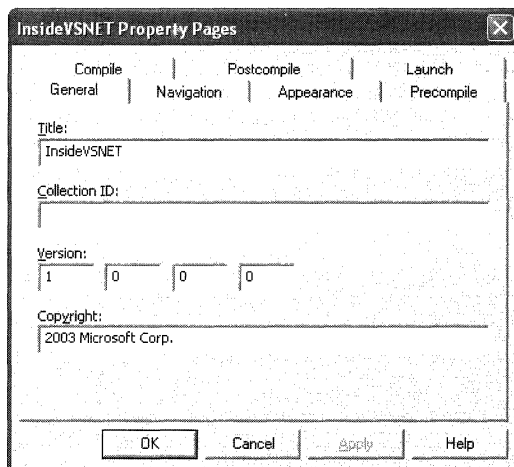 InsideVSNET Property Pages
Compile Postcompile Launch
General Navigation Appearance Precompile
Title:
InsideVSNET
Collection ID:
Version:
1 0 0 0
Copyright:
2003 Microsoft Corp.
OK Cancel Apply Help